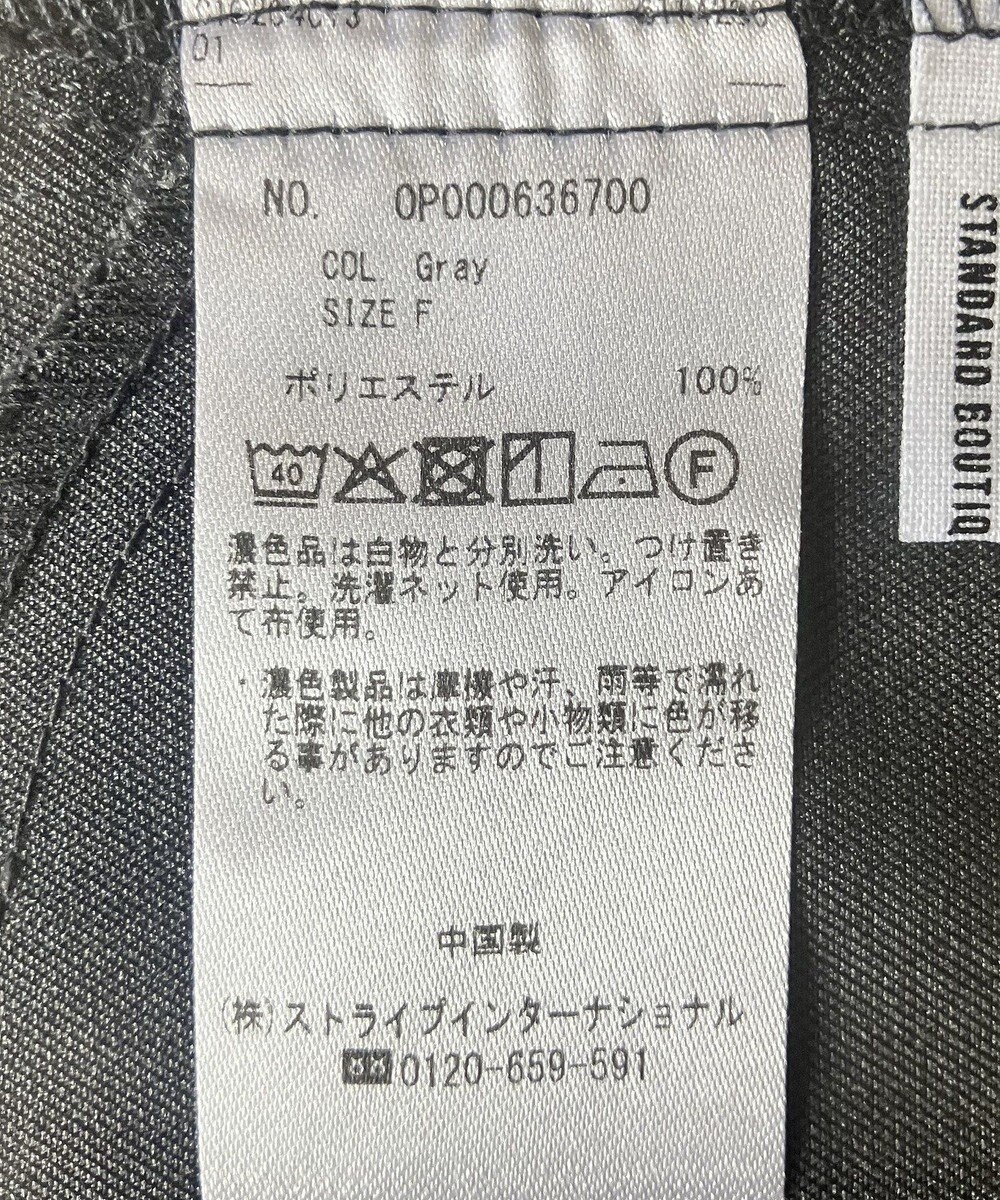 01
NO. OP000636700
COL. Gray
SIZE F
ポリエステル 100%
40
F
濃色品は白物と分別洗い。つけ置き
禁止。洗濯ネット使用。アイロンあ
て布使用。
・濃色製品は摩擦や汗、雨等で濡れ
た際に他の衣類や小物類に色が移
る事がありますのでご注意くださ
い。
中国製
(株)ストライプインターナショナル
0120-659-591
STANDARD BOUTIQ